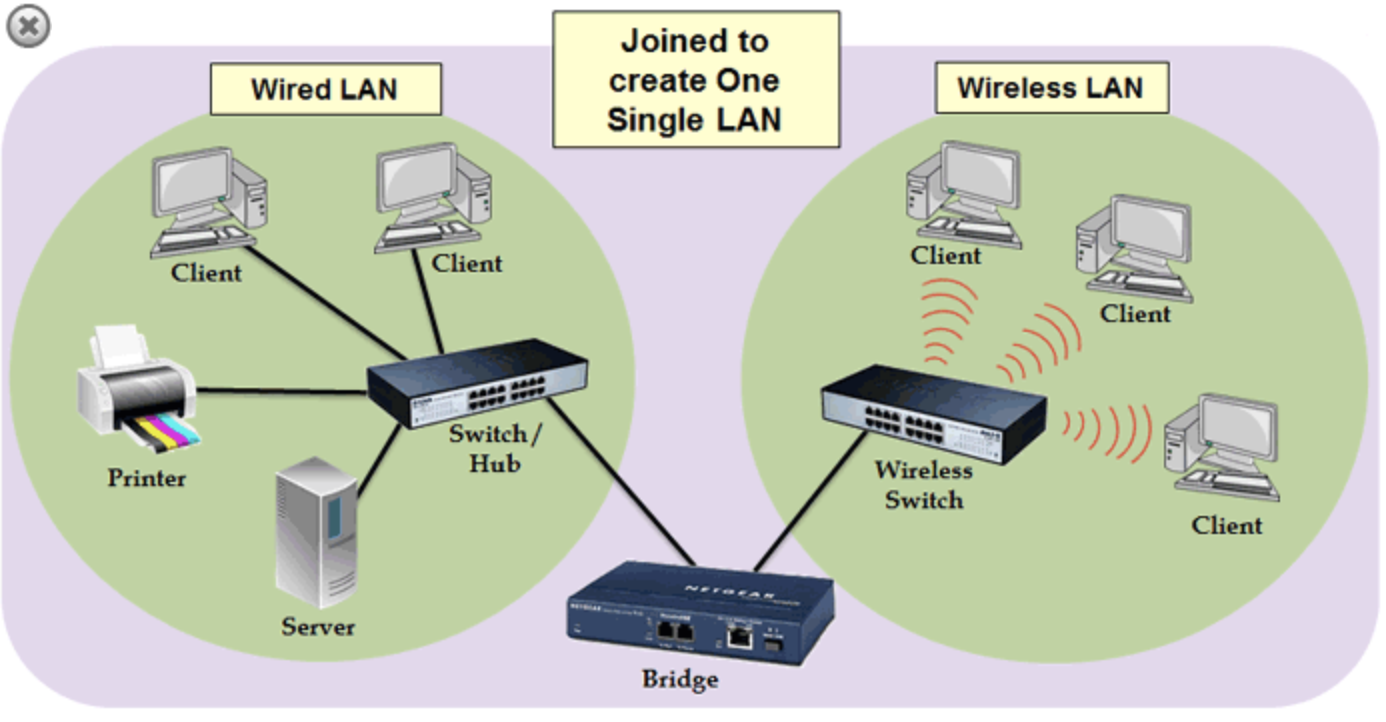 Joined to
create One
Single LAN
Wired LAN
Wireless LAN
Client
Client
Client
Client
Printer
Switch/
Hub
Wireless
Switch
Client
Server
NETGEAR
NETGEAR
Bridge